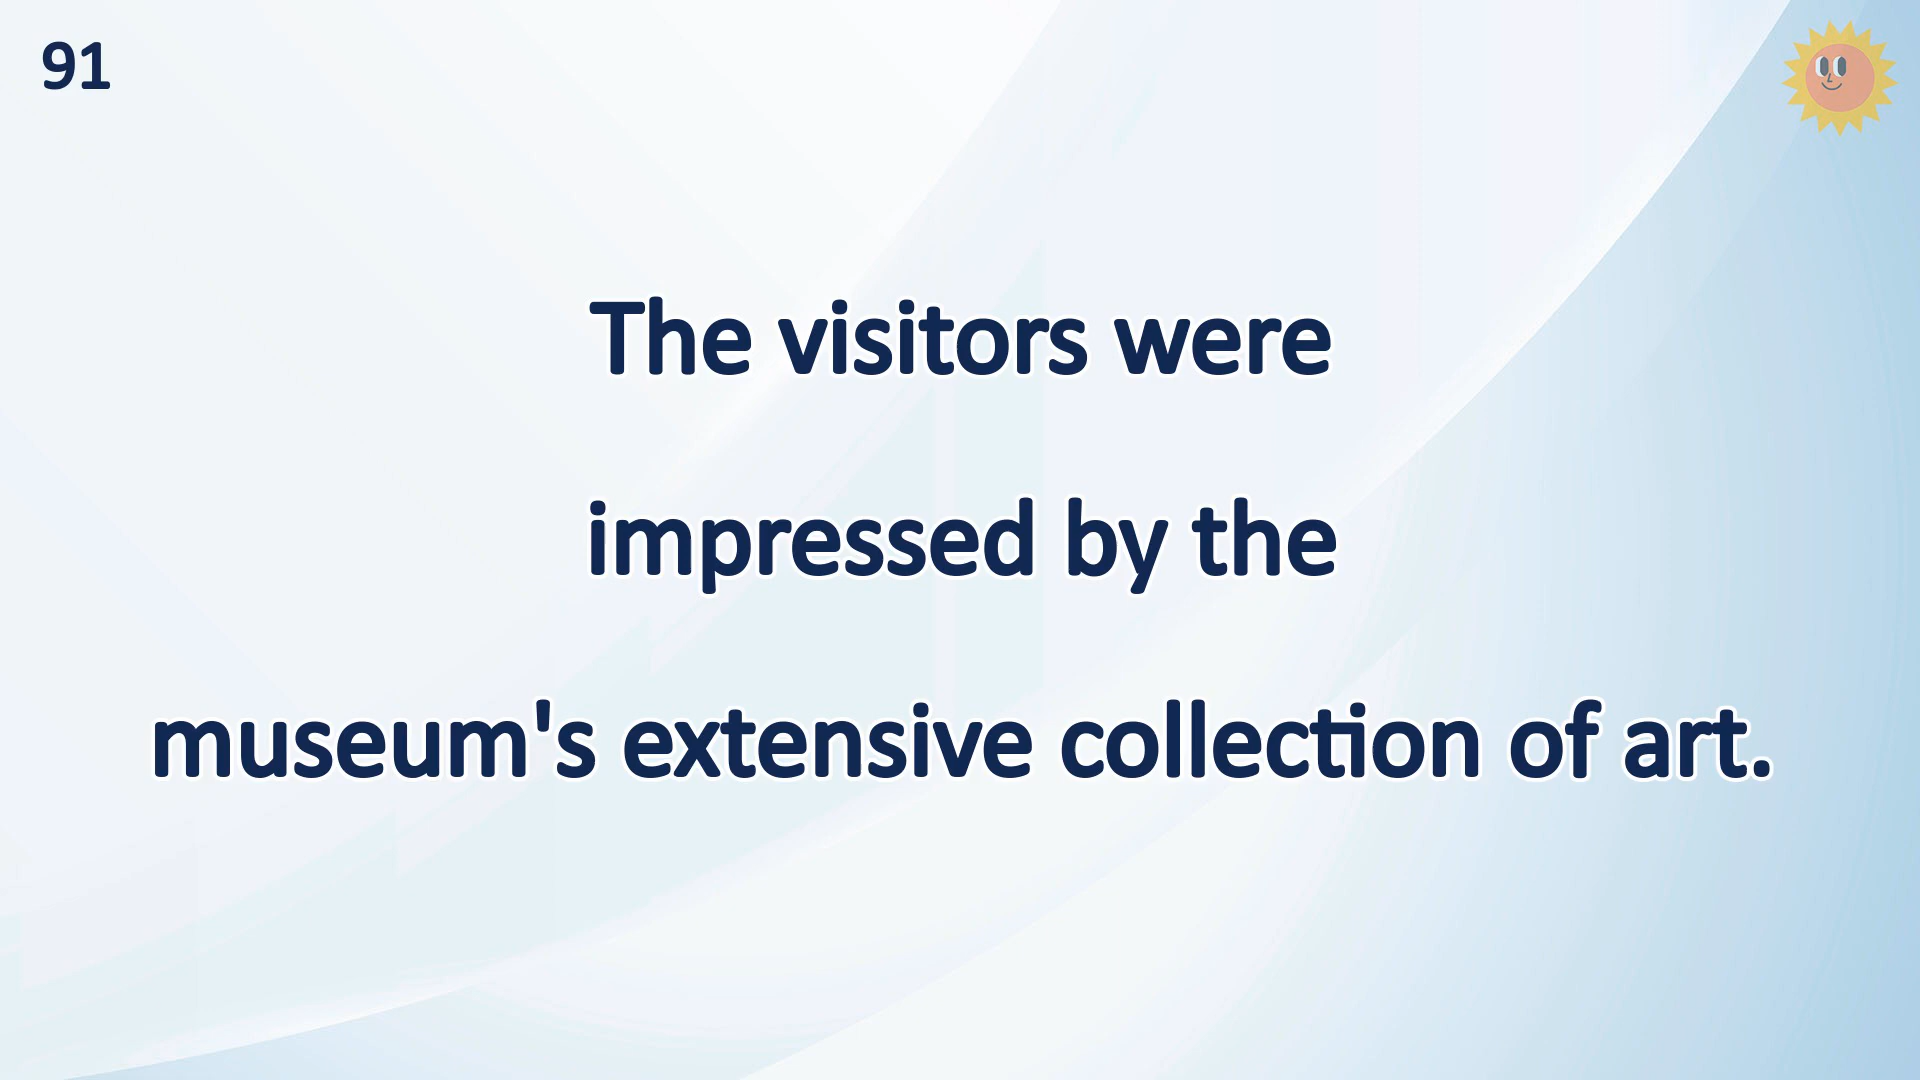 91
The visitors were
impressed by the
museum's extensive collection of art.